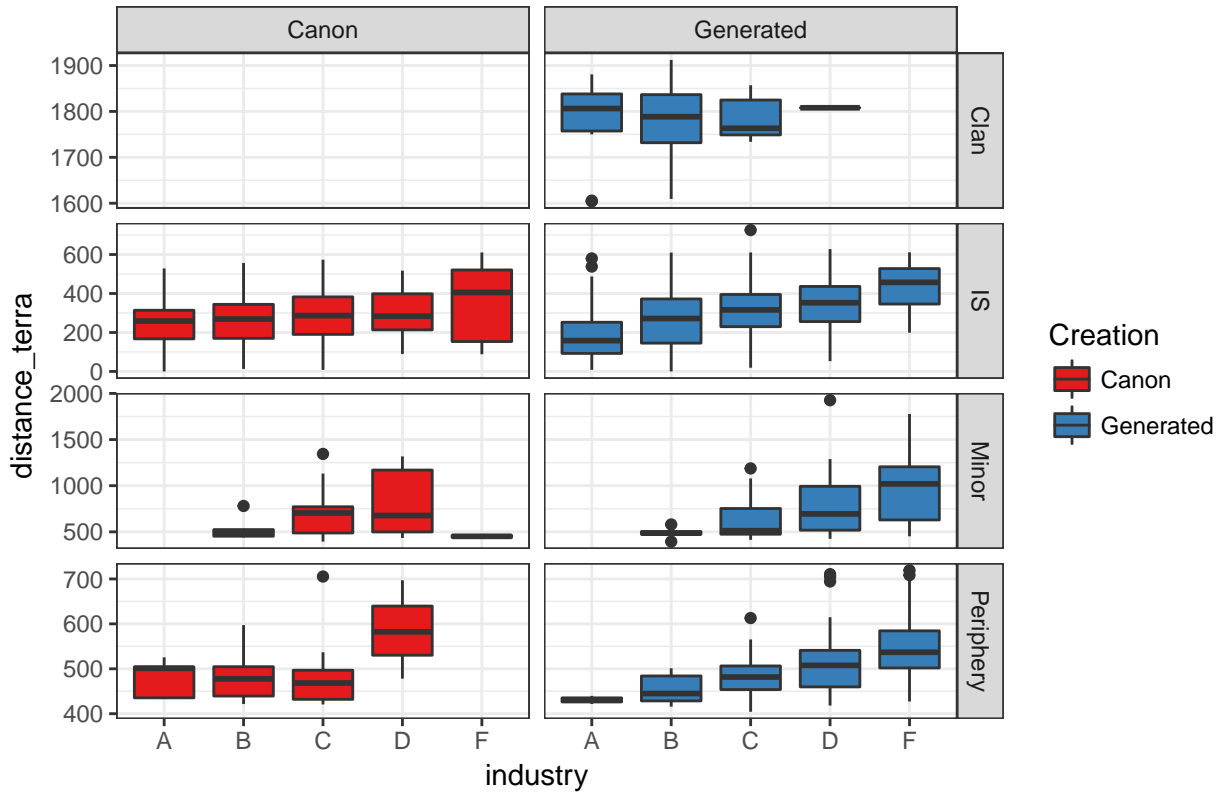 Canon Generated
1900
1800
1700
1600
Clan
600
400
200
0
IS
2000
1500
1000
500
Minor
700
600
500
400
Periphery
distance_terra
A B C D F A B C D F
industry
Creation
Canon
Generated